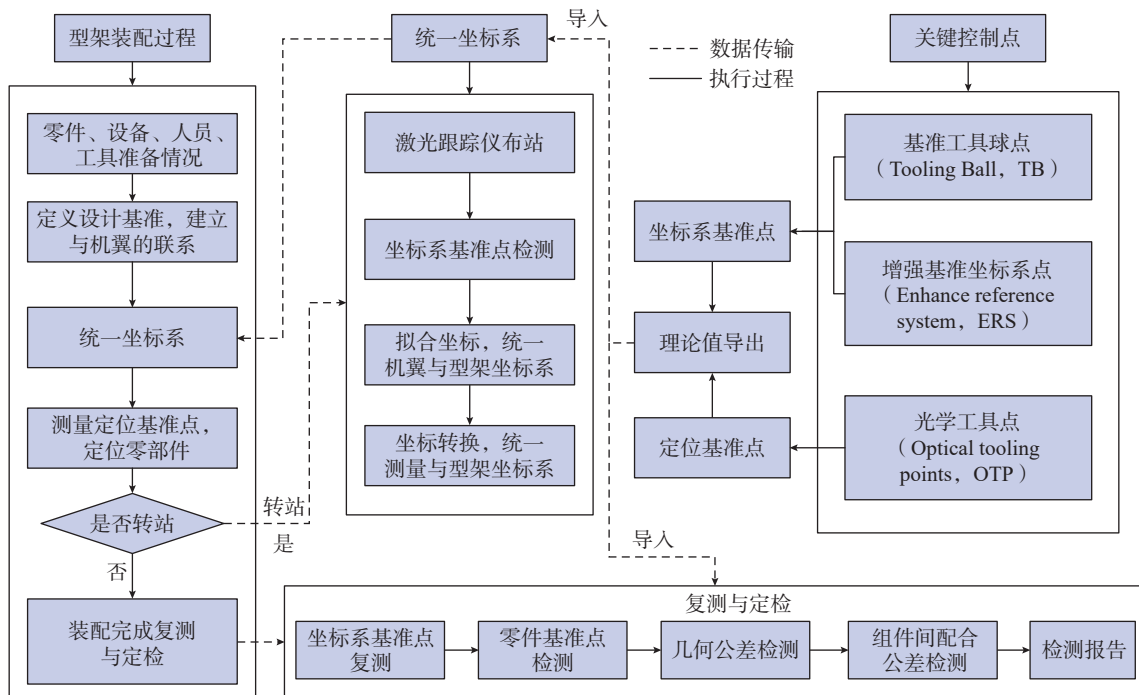 型架装配过程
零件、设备、人员、
工具准备情况
定义设计基准，建立
与机翼的联系
统一坐标系
测量定位基准点，
定位零部件
是否转站
转站
是
否
装配完成复测
与定检
统一坐标系
导入
激光跟踪仪布站
坐标系基准点检测
拟合坐标，统一
机翼与型架坐标系
坐标转换，统一
测量与型架坐标系
数据传输
执行过程
关键控制点
基准工具球点
（Tooling Ball，TB）
增强基准坐标系点
（Enhance reference
system，ERS）
光学工具点
（Optical tooling
points，OTP）
坐标系基准点
理论值导出
定位基准点
导入
复测与定检
坐标系基准点
复测
零件基准点
检测
几何公差检测
组件间配合
公差检测
检测报告